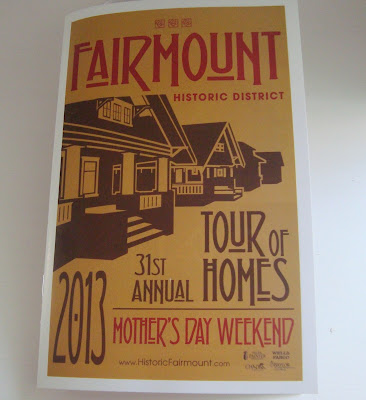 FAIRMOUNT
HISTORIC DISTRICT
TOUR OF
HOMES
31ST
ANNUAL
2013
MOTHER'S DAY WEEKEND
www.HistoricFairmount.com